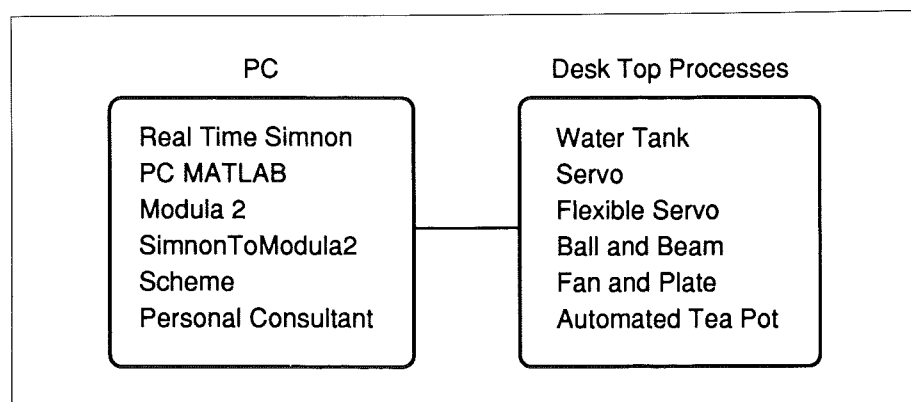 PC
Real Time Simnon
PC MATLAB
Modula 2
SimnonToModula2
Scheme
Personal Consultant
Desk Top Processes
Water Tank
Servo
Flexible Servo
Ball and Beam
Fan and Plate
Automated Tea Pot